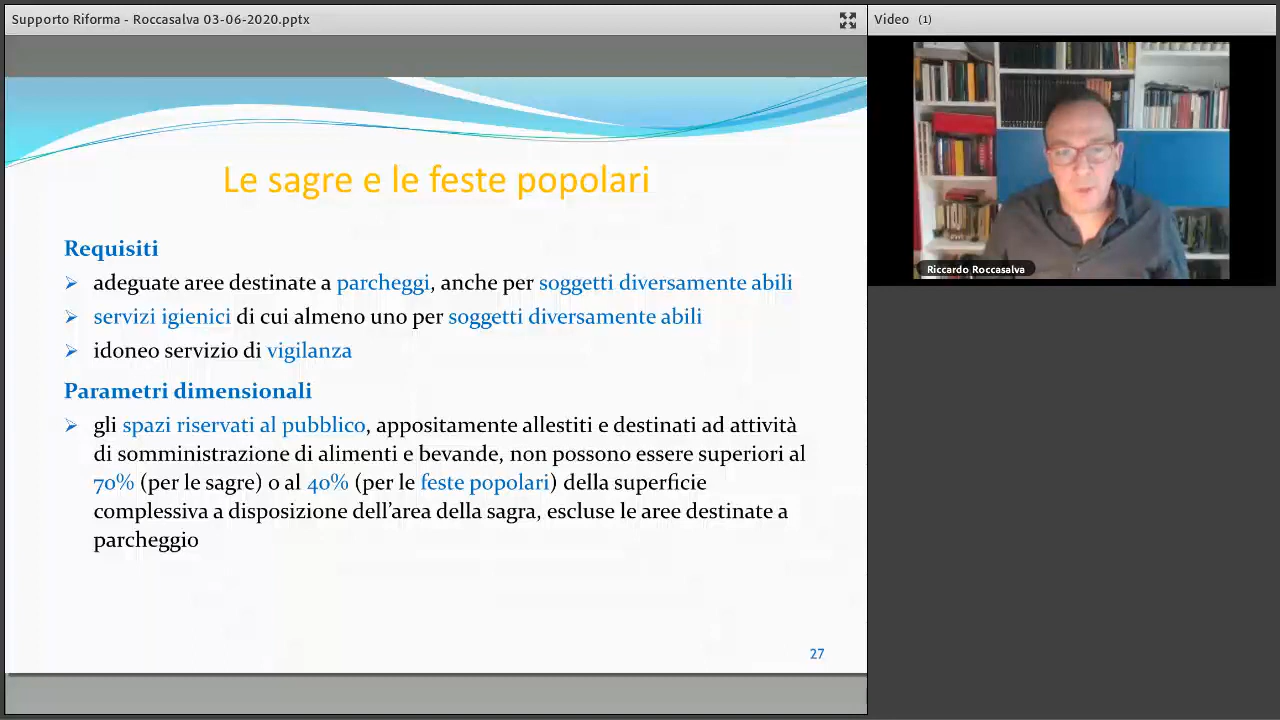 Supporto Riforma - Roccasalva 03-06-2020.pptx
Video (1)
Riccardo Roccasalva
Le sagre e le feste popolari
Requisiti
adeguate aree destinate a parcheggi, anche per soggetti diversamente abili
servizi igienici di cui almeno uno per soggetti diversamente abili
idoneo servizio di vigilanza
Parametri dimensionali
gli spazi riservati al pubblico, appositamente allestiti e destinati ad attività
di somministrazione di alimenti e bevande, non possono essere superiori al
70% (per le sagre) o al 40% (per le feste popolari) della superficie
complessiva a disposizione dell’area della sagra, escluse le aree destinate a
parcheggio
27